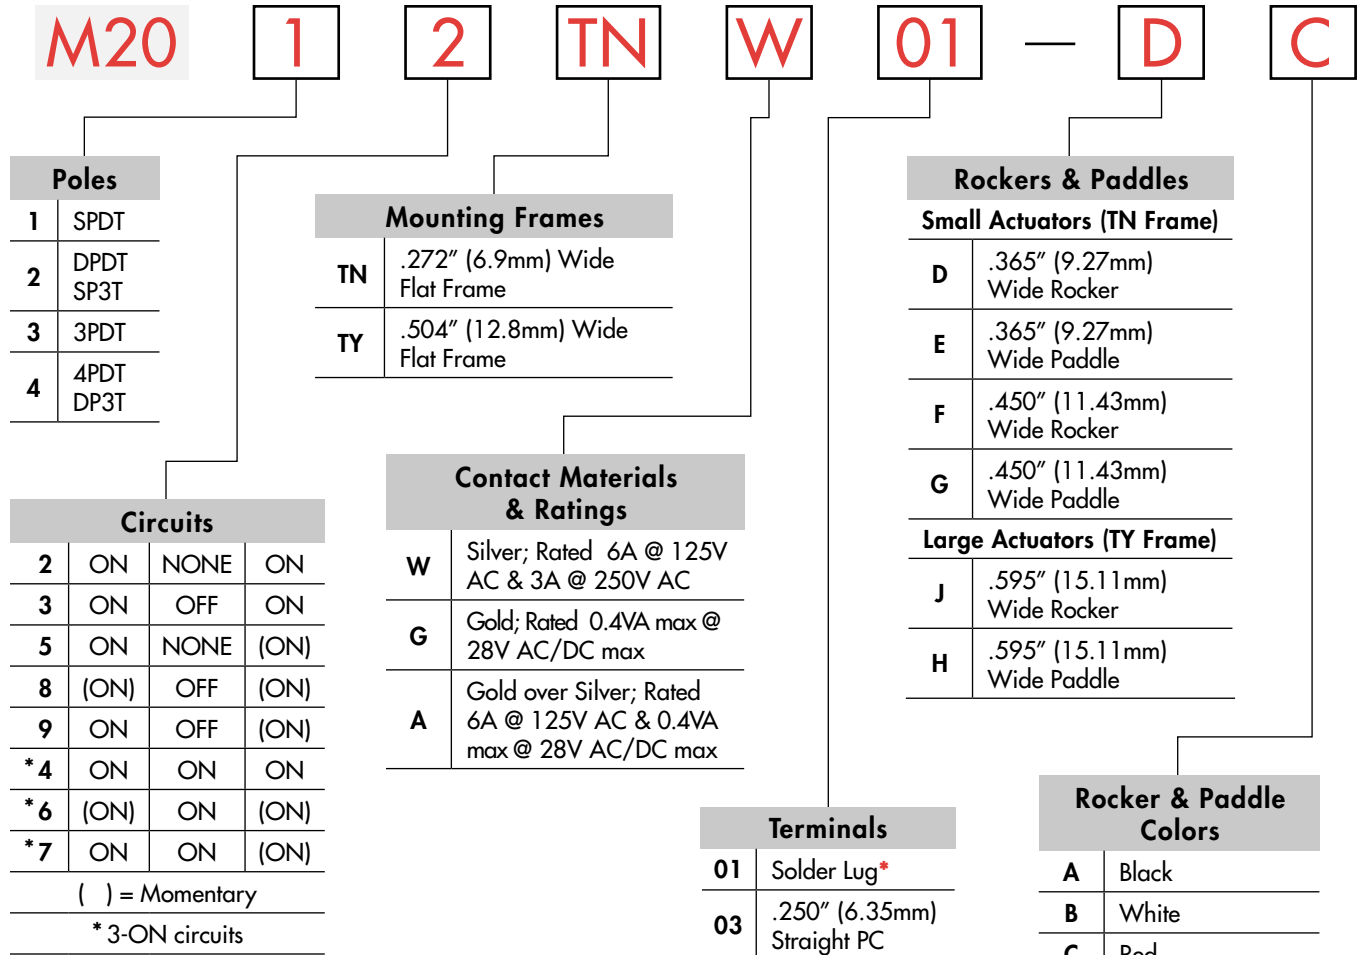 M20 1 2 TN W 01 — D C
Poles
1 SPDT
2 DPDT
SP3T
3 3PDT
4 4PDT
DP3T
Circuits
2 ON NONE ON
3 ON OFF ON
5 ON NONE (ON)
8 (ON) OFF (ON)
9 ON OFF (ON)
*4 ON ON ON
*6 (ON) ON (ON)
*7 ON ON (ON)
( ) = Momentary
* 3-ON circuits
Mounting Frames
TN .272” (6.9mm) Wide
Flat Frame
TY .504” (12.8mm) Wide
Flat Frame
Contact Materials
& Ratings
W Silver; Rated 6A @ 125V
AC & 3A @ 250V AC
G Gold; Rated 0.4VA max @
28V AC/DC max
A Gold over Silver; Rated
6A @ 125V AC & 0.4VA
max @ 28V AC/DC max
Terminals
01 Solder Lug*
03 .250” (6.35mm)
Straight PC
Rockers & Paddles
Small Actuators (TN Frame)
D .365” (9.27mm)
Wide Rocker
E .365” (9.27mm)
Wide Paddle
F .450” (11.43mm)
Wide Rocker
G .450” (11.43mm)
Wide Paddle
Large Actuators (TY Frame)
J .595” (15.11mm)
Wide Rocker
H .595” (15.11mm)
Wide Paddle
Rocker & Paddle
Colors
A Black
B White
C Red